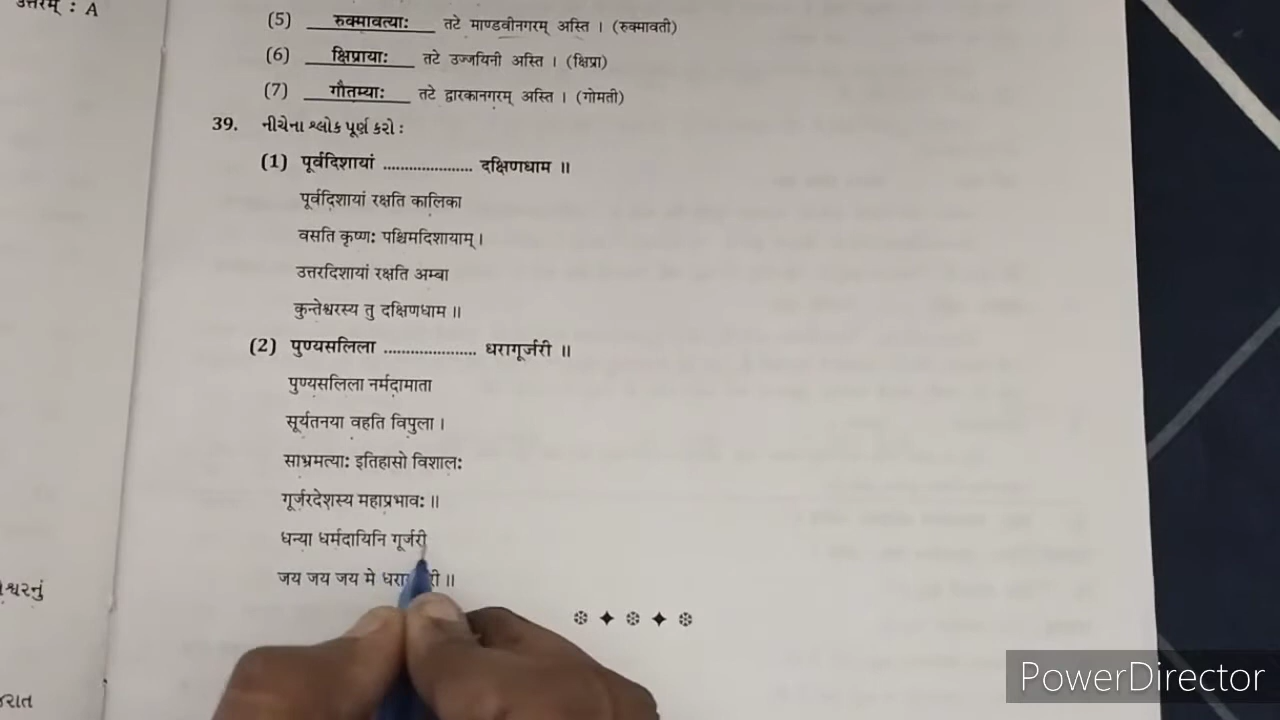 उत्तरम् : A
(5) रुक्मावत्याः तटे माण्डवीनगरम् अस्ति । (रुक्मावती)
(6) क्षिप्रायाः तटे उज्जयिनी अस्ति । (क्षिप्रा)
(7) गौतम्याः तटे द्वारकानगरम् अस्ति । (गोमती)
39. નીચેના શ્લોક પૂર્ણ કરો :
(1) पूर्वदिशायां ..................... दक्षिणधाम ॥
पूर्वदिशायां रक्षति कालिका
वसति कृष्णः पश्चिमदिशायाम् ।
उत्तरदिशायां रक्षति अम्बा
कुन्तेश्वरस्य तु दक्षिणधाम ॥
(2) पुण्यसलिला ..................... धरागूर्जरी ॥
पुण्यसलिला नर्मदामाता
सूर्यतनया वहति विपुला ।
साभ्रमत्याः इतिहासो विशालः
गूर्जरदेशस्य महाप्रभावः ॥
धन्या धर्मदायिनि गूर्जरी
जय जय जय मे ॥
PowerDirector